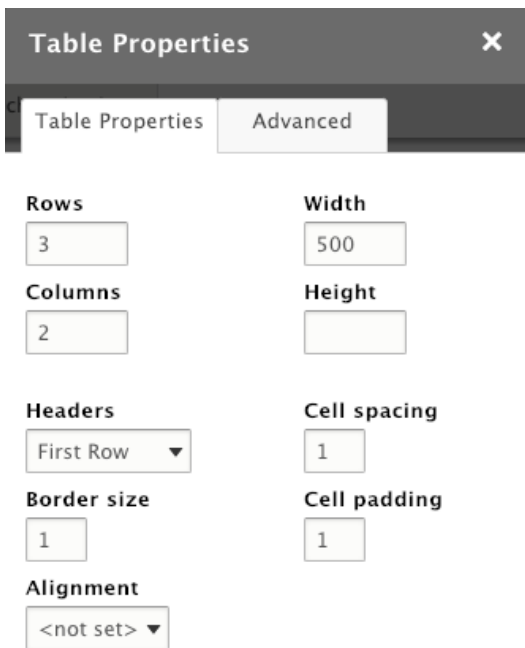 Table Properties ×
Table Properties Advanced
Rows Width
3 500
Columns Height
2
Headers Cell spacing
First Row 1
Border size Cell padding
1 1
Alignment
<not set>